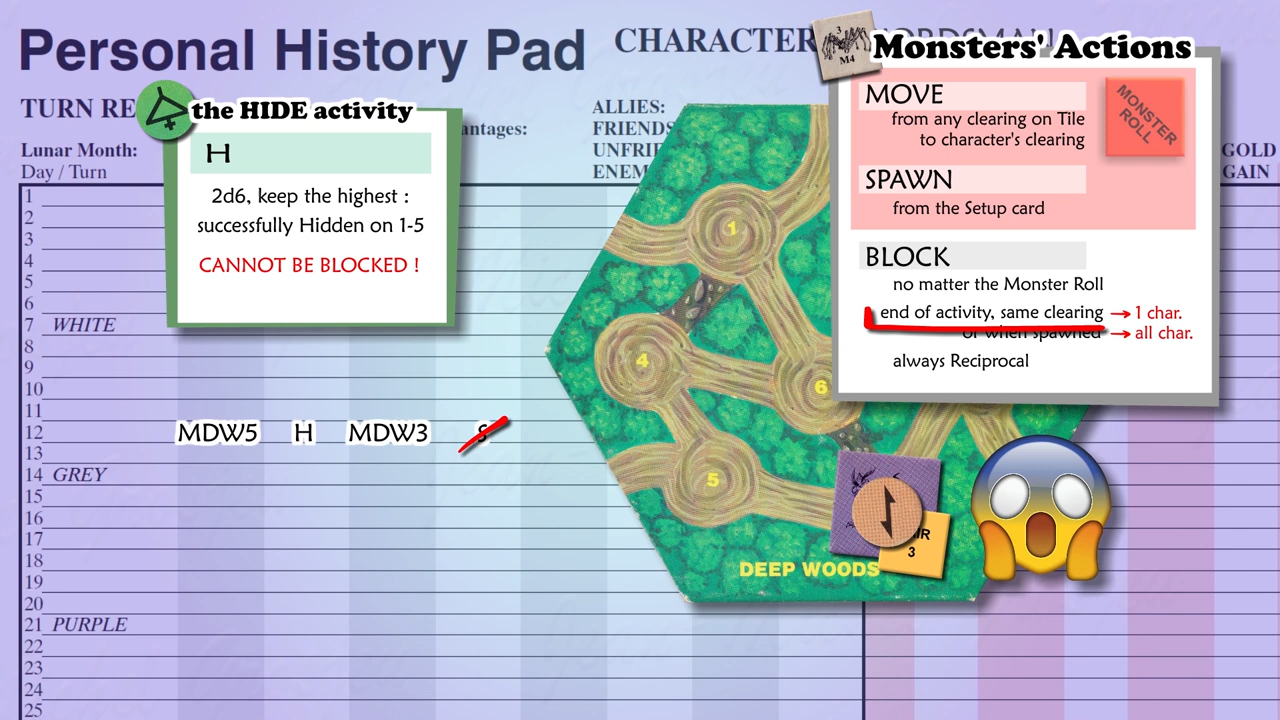 Personal History Pad
CHARACTER
TURN RE
Lunar Month:
Day / Turn
antages:
ALLIES:
FRIENDS
UNFRIE
ENEM
GOLD
GAIN
the HIDE activity
H
2d6, keep the highest :
successfully Hidden on 1-5
CANNOT BE BLOCKED !
3
M4
Monsters' Actions
MOVE
from any clearing on Tile
to character's clearing
MONSTER
ROLL
SPAWN
from the Setup card
BLOCK
no matter the Monster Roll
end of activity, same clearing → 1 char.
or when spawned → all char.
always Reciprocal
1
2
3
4
5
6
7 WHITE
8
9
10
11
12 MDW5 H MDW3 S
13
14 GREY
15
16
17
18
19
20
21 PURPLE
22
23
24
25
1
4
6
5
3
DEEP WOODS